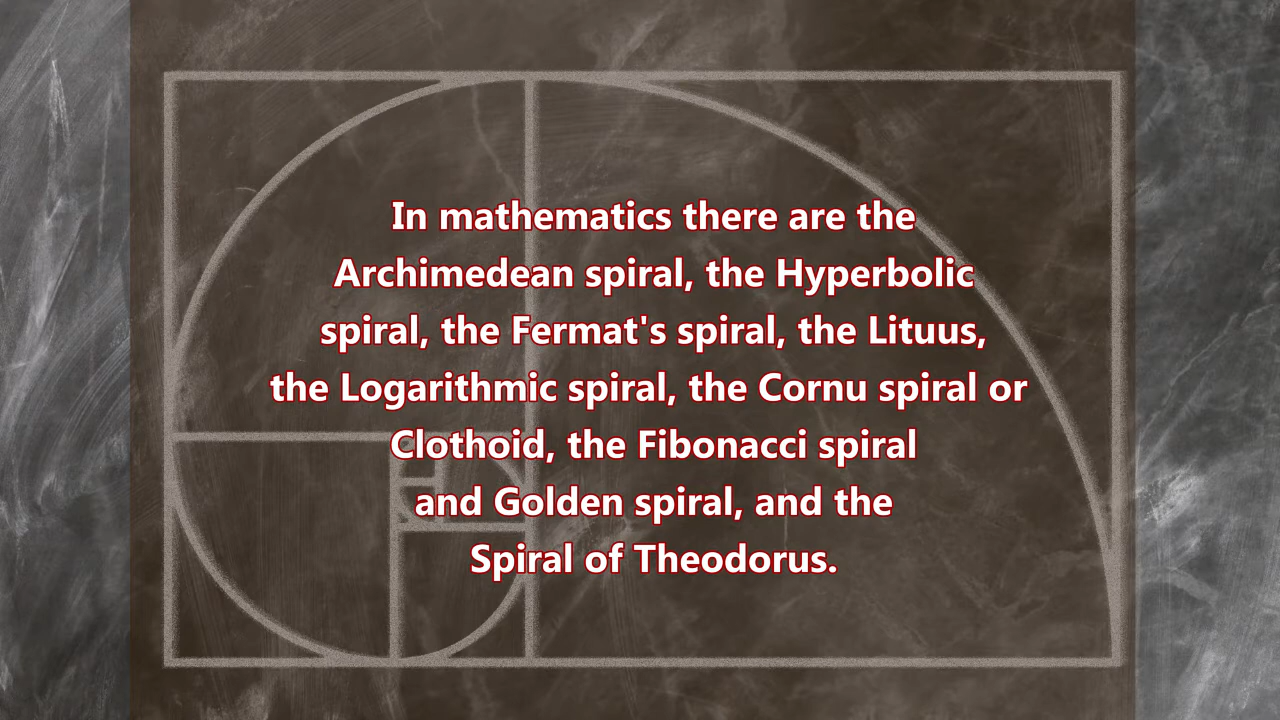 In mathematics there are the
Archimedean spiral, the Hyperbolic
spiral, the Fermat's spiral, the Lituus,
the Logarithmic spiral, the Cornu spiral or
Clothoid, the Fibonacci spiral
and Golden spiral, and the
Spiral of Theodorus.